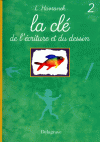 2
la clé
de l'écriture et du dessin
Delagrave